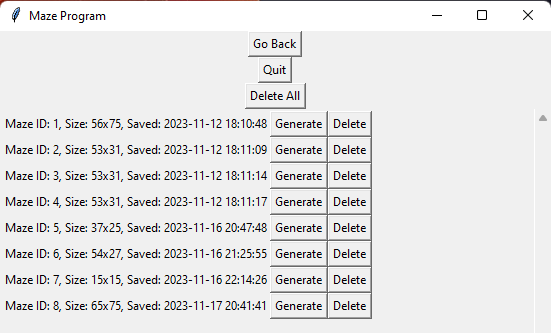 Maze Program
Go Back
Quit
Delete All
Maze ID: 1, Size: 56x75, Saved: 2023-11-12 18:10:48 Generate Delete
Maze ID: 2, Size: 53x31, Saved: 2023-11-12 18:11:09 Generate Delete
Maze ID: 3, Size: 53x31, Saved: 2023-11-12 18:11:14 Generate Delete
Maze ID: 4, Size: 53x31, Saved: 2023-11-12 18:11:17 Generate Delete
Maze ID: 5, Size: 37x25, Saved: 2023-11-16 20:47:48 Generate Delete
Maze ID: 6, Size: 54x27, Saved: 2023-11-16 21:25:55 Generate Delete
Maze ID: 7, Size: 15x15, Saved: 2023-11-16 22:14:26 Generate Delete
Maze ID: 8, Size: 65x75, Saved: 2023-11-17 20:41:41 Generate Delete